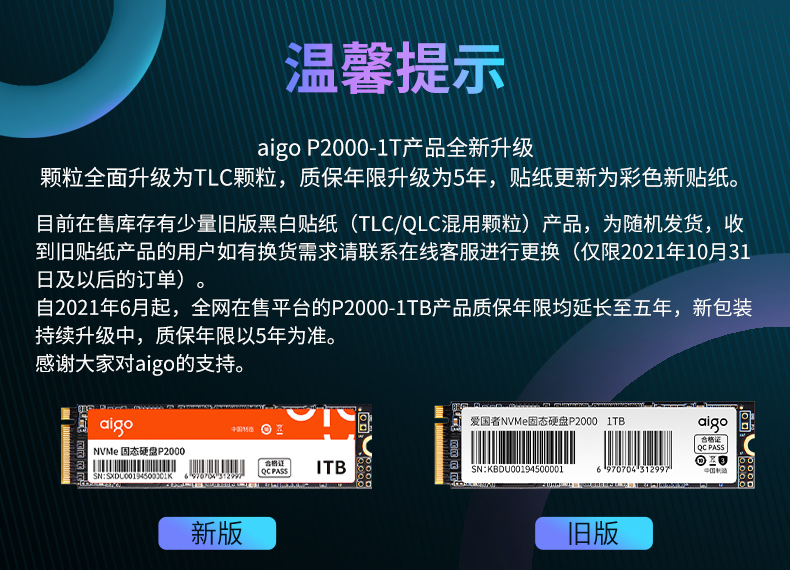 温馨提示
aigo P2000-1T产品全新升级
颗粒全面升级为TLC颗粒，质保年限升级为5年，贴纸更新为彩色新贴纸。
目前在售库存有少量旧版黑白贴纸（TLC/QLC混用颗粒）产品，为随机发货，收
到旧贴纸产品的用户如有换货需求请联系在线客服进行更换（仅限2021年10月31
日及以后的订单）。
自2021年6月起，全网在售平台的P2000-1TB产品质保年限均延长至五年，新包装
持续升级中，质保年限以5年为准。
感谢大家对aigo的支持。
aigo
中国制造
NVMe 固态硬盘P2000
合格证
QC PASS
1TB
SN:SXDU00194500001K
6 970704 312997
爱国者NVMe固态硬盘P2000 1TB
aigo
合格证
QC PASS
中国制造
SN:KBDU00194500001
6 970704 312997
新版
旧版